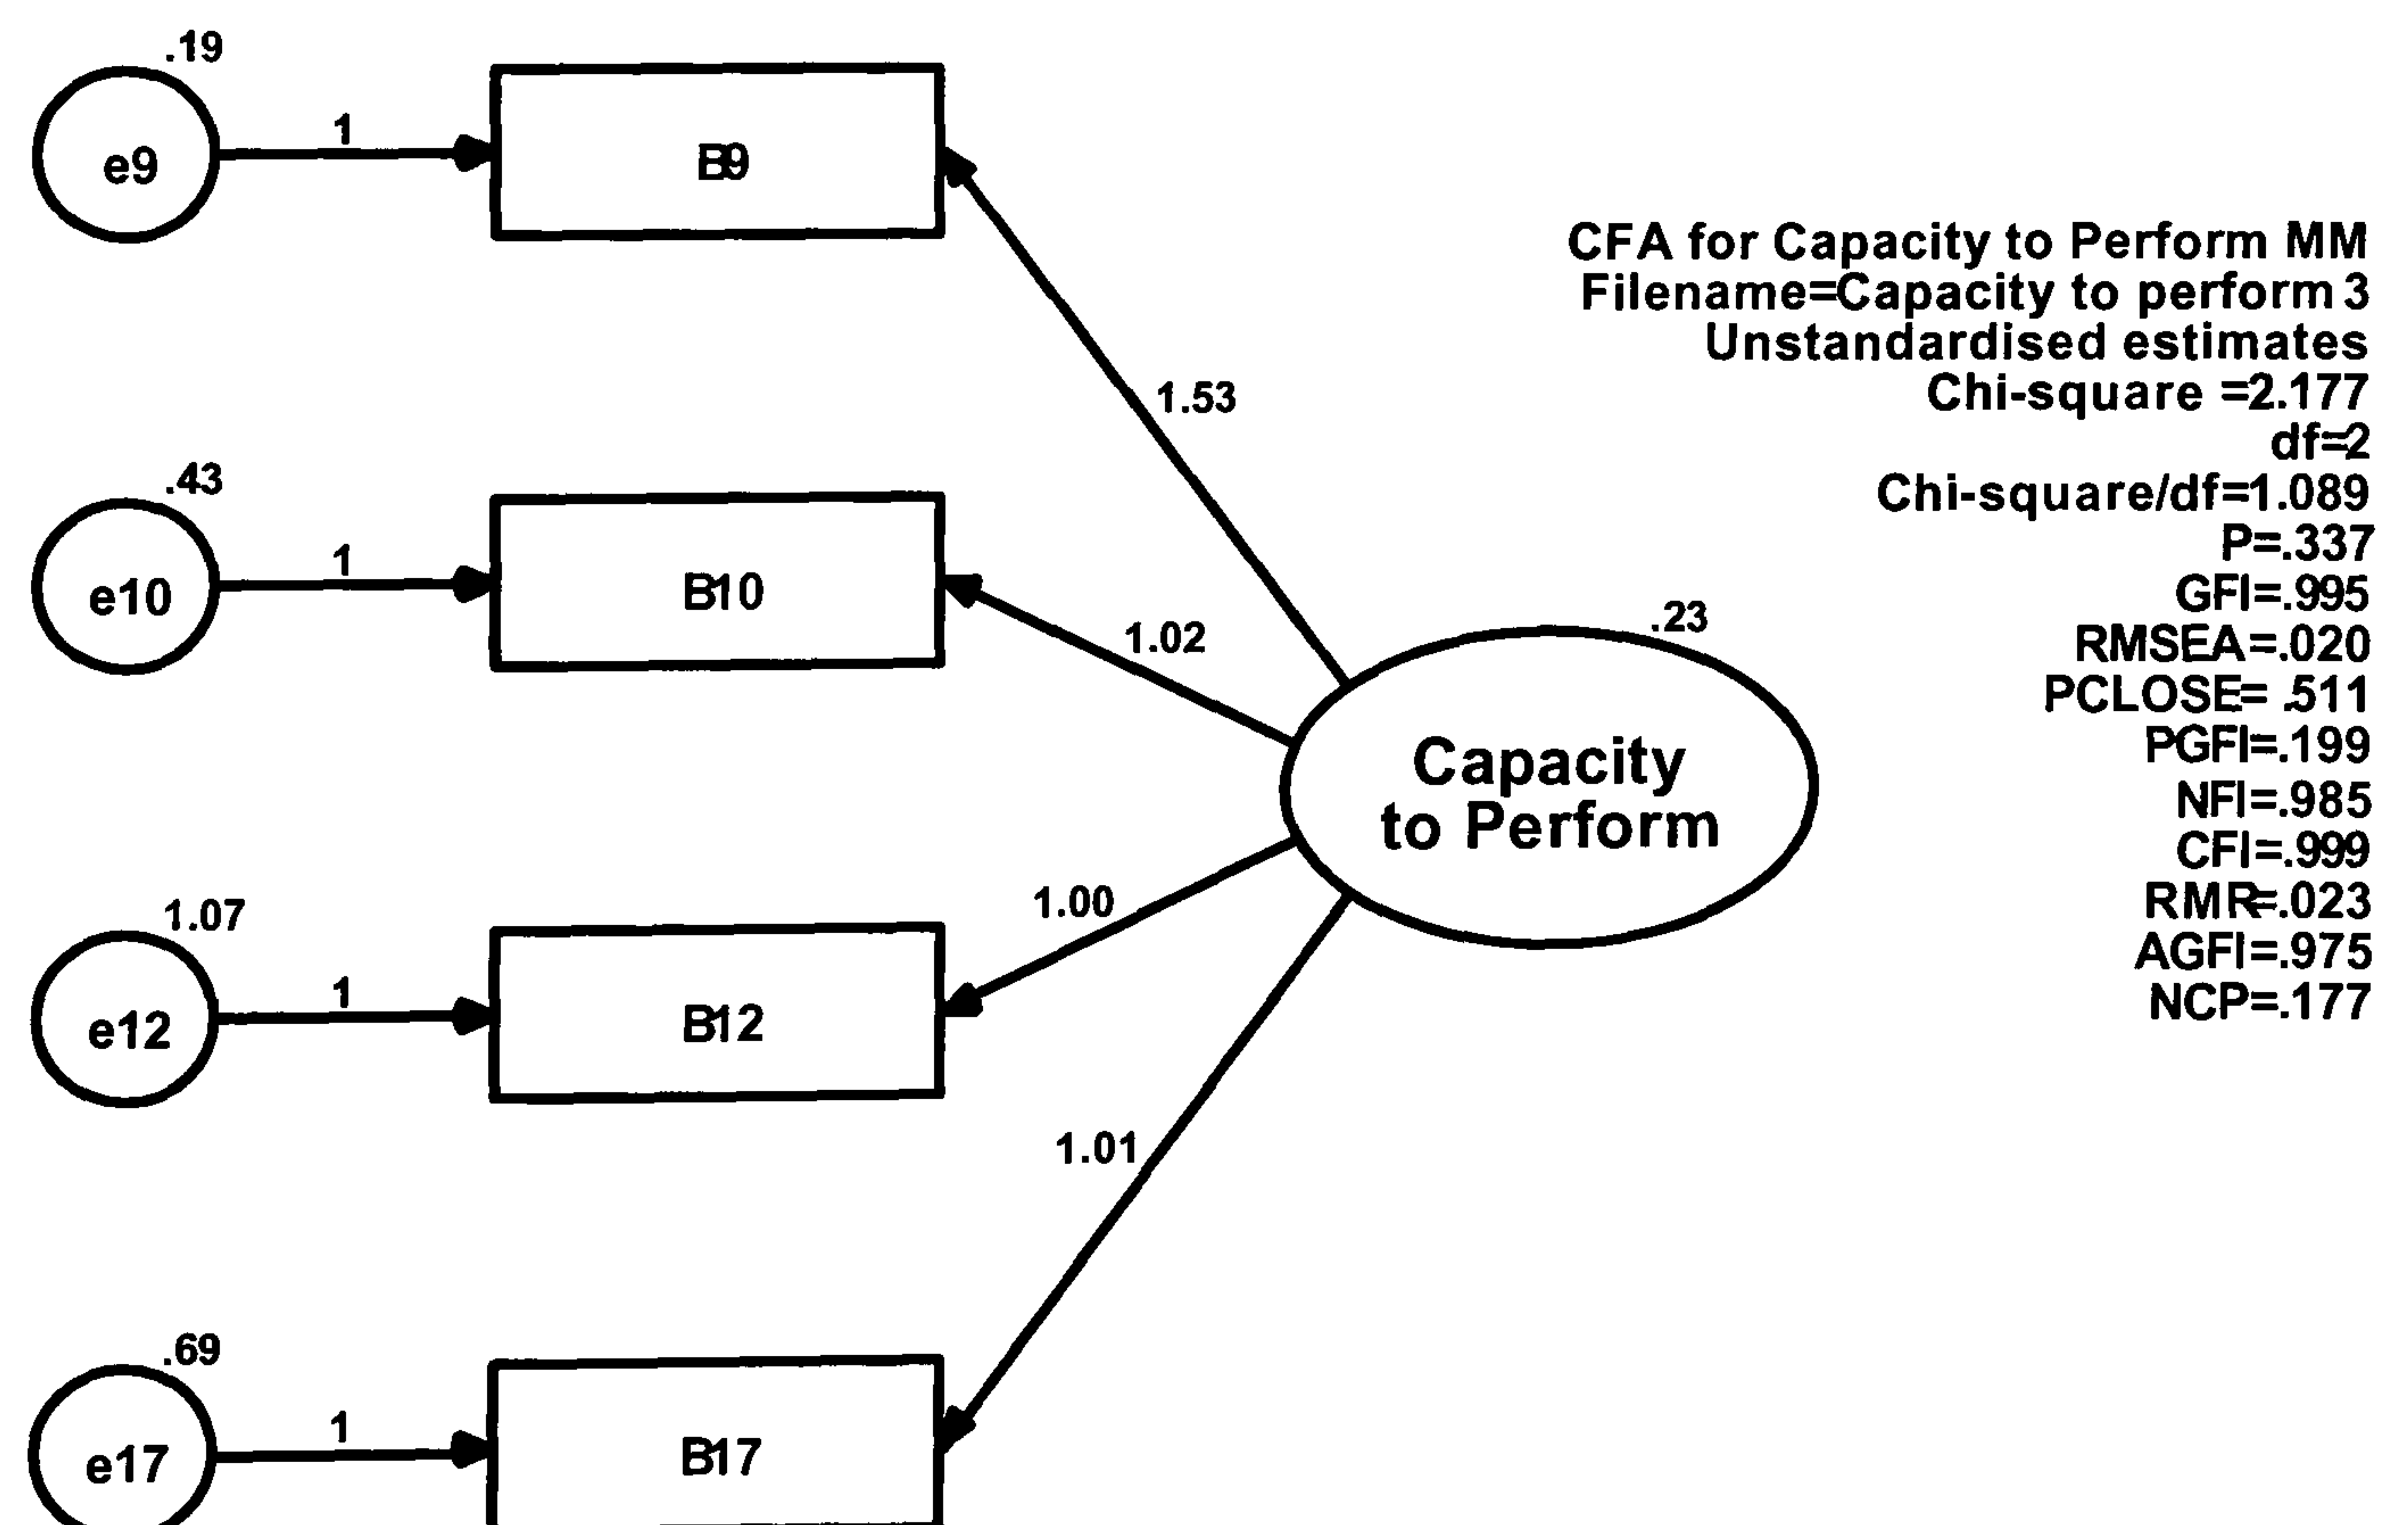 .19
e9
1
B9
1.53
CFA for Capacity to Perform MM
Filename=Capacity to perform 3
Unstandardised estimates
Chi-square =2.177
df=2
Chi-square/df=1.089
P=.337
GFI=.995
RMSEA=.020
PCLOSE= .511
PGFI=.199
NFI=.985
CFI=.999
RMR=.023
AGFI=.975
NCP=.177
.43
e10
1
B10
1.02
.23
Capacity
to Perform
1.07
e12
1
B12
1.00
.69
e17
1
B17
1.01